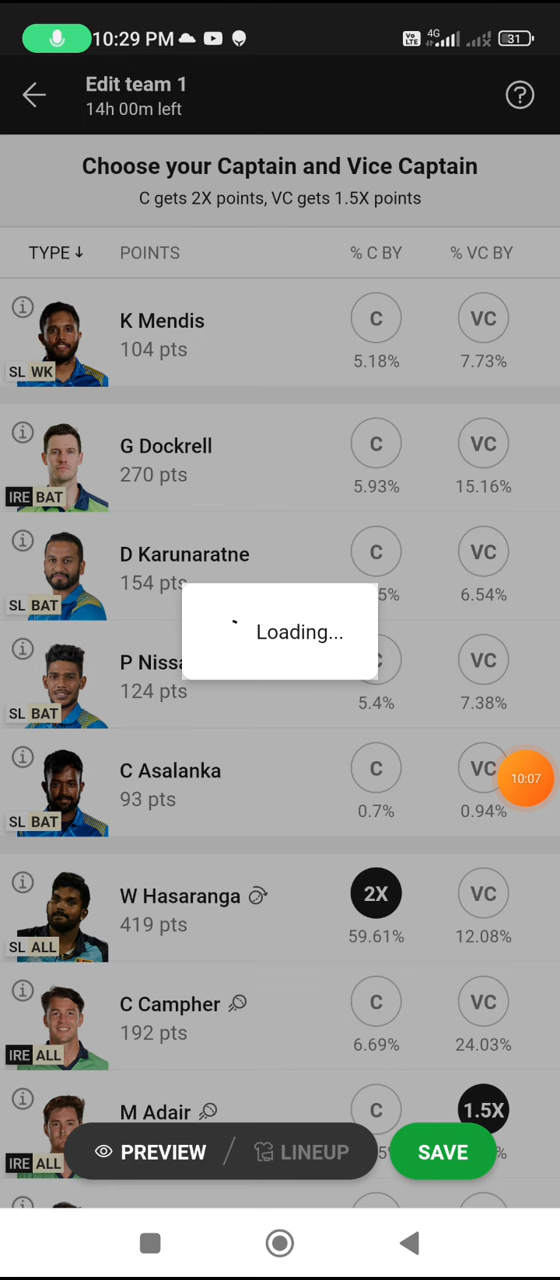 10:29 PM
Vo LTE 4G 31
Edit team 1
14h 00m left
Choose your Captain and Vice Captain
C gets 2X points, VC gets 1.5X points
TYPE ↓ POINTS % C BY % VC BY
K Mendis C VC
104 pts 5.18% 7.73%
SL WK
G Dockrell C VC
270 pts 5.93% 15.16%
IRE BAT
D Karunaratne C VC
154 pts 5% 6.54%
SL BAT
Loading...
P Nissa VC
124 pts 5.4% 7.38%
SL BAT
C Asalanka C VC
10:07
93 pts 0.7% 0.94%
SL BAT
W Hasaranga 2X VC
419 pts 59.61% 12.08%
SL ALL
C Campher C VC
192 pts 6.69% 24.03%
IRE ALL
M Adair C 1.5X
IRE ALL
PREVIEW / LINEUP SAVE